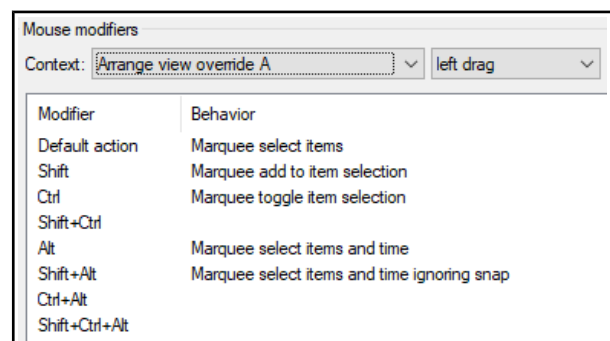 Mouse modifiers
Context: Arrange view override A left drag
Modifier Behavior
Default action Marquee select items
Shift Marquee add to item selection
Ctrl Marquee toggle item selection
Shift+Ctrl
Alt Marquee select items and time
Shift+Alt Marquee select items and time ignoring snap
Ctrl+Alt
Shift+Ctrl+Alt